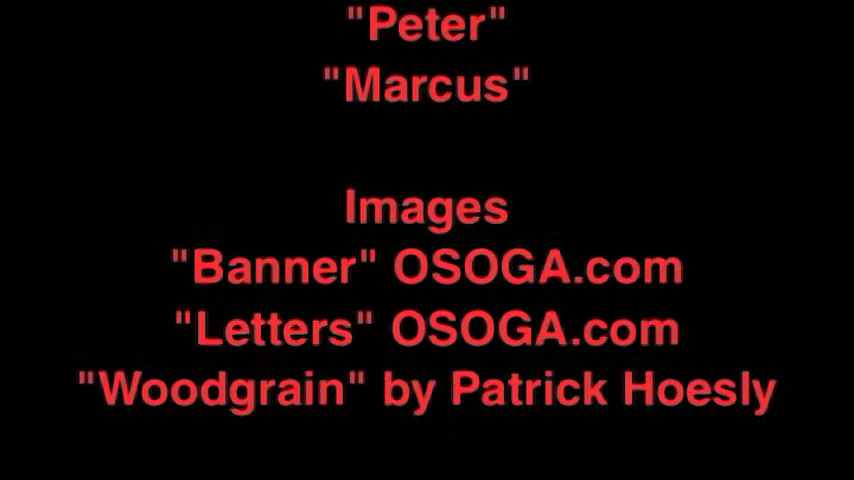 "Peter"
"Marcus"
Images
"Banner" OSOGA.com
"Letters" OSOGA.com
"Woodgrain" by Patrick Hoesly